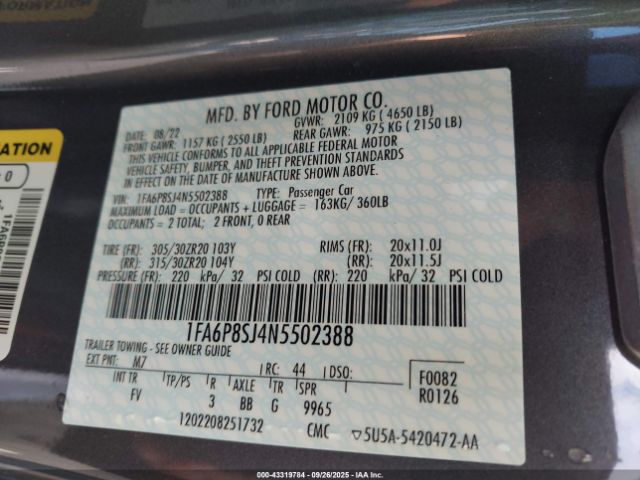 MFD. BY FORD MOTOR CO.
DATE: 08/22 GVWR: 2109 KG ( 4650 LB)
FRONT GAWR: 1157 KG ( 2550 LB) REAR GAWR: 975 KG ( 2150 LB)
THIS VEHICLE CONFORMS TO ALL APPLICABLE FEDERAL MOTOR
VEHICLE SAFETY, BUMPER, AND THEFT PREVENTION STANDARDS
IN EFFECT ON THE DATE OF MANUFACTURE SHOWN ABOVE.
VIN: 1FA6P8SJ4N5502388 TYPE: Passenger Car
MAXIMUM LOAD = OCCUPANTS + LUGGAGE = 163KG/ 360LB
OCCUPANTS = 2 TOTAL; 2 FRONT, 0 REAR
TIRE (FR): 305/30ZR20 103Y RIMS (FR): 20x11.0J
(RR): 315/30ZR20 104Y (RR): 20x11.5J
PRESSURE (FR): 220 kPa/ 32 PSI COLD (RR): 220 kPa/ 32 PSI COLD
1FA6P8SJ4N5502388
TRAILER TOWING - SEE OWNER GUIDE
EXT PNT: M7 RC: 44 DSO:
F0082
R0126
INT TR TP/PS R AXLE TR SPR
FV 3 BB G 9965
1202208251732 CMC 5U5A-5420472-AA
ATION
: 0
000-43319784 (09/26/2025) - IAA Inc.